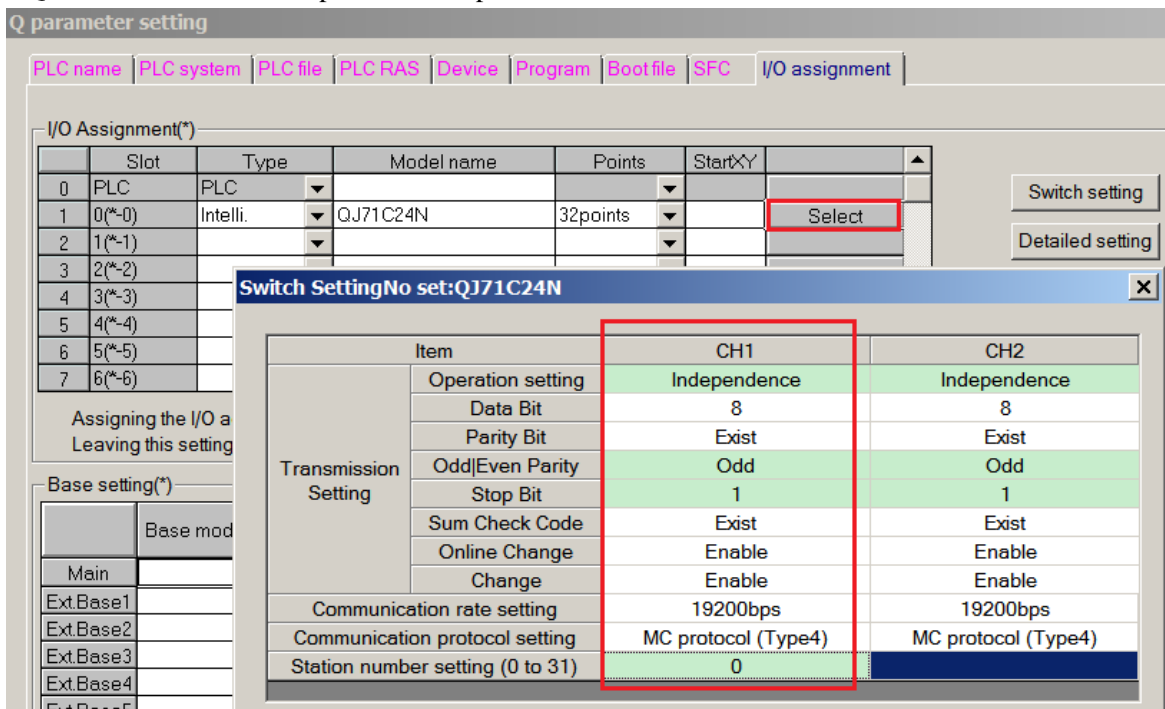 Q parameter setting
PLC name PLC system PLC file PLC RAS Device Program Boot file SFC I/O assignment
I/O Assignment(*)
Slot Type Model name Points StartXY
0 PLC PLC
1 0(*-0) Intelli. QJ71C24N 32points Select
2 1(*-1)
3 2(*-2)
4 3(*-3)
5 4(*-4)
6 5(*-5)
7 6(*-6)
Switch setting
Detailed setting
Assigning the I/O a
Leaving this setting
Base setting(*)
Base mod
Main
Ext.Base1
Ext.Base2
Ext.Base3
Ext.Base4
Switch SettingNo set:QJ71C24N
Item CH1 CH2
Transmission Setting
Operation setting Independence Independence
Data Bit 8 8
Parity Bit Exist Exist
Odd|Even Parity Odd Odd
Stop Bit 1 1
Sum Check Code Exist Exist
Online Change Enable Enable
Change Enable Enable
Communication rate setting 19200bps 19200bps
Communication protocol setting MC protocol (Type4) MC protocol (Type4)
Station number setting (0 to 31) 0